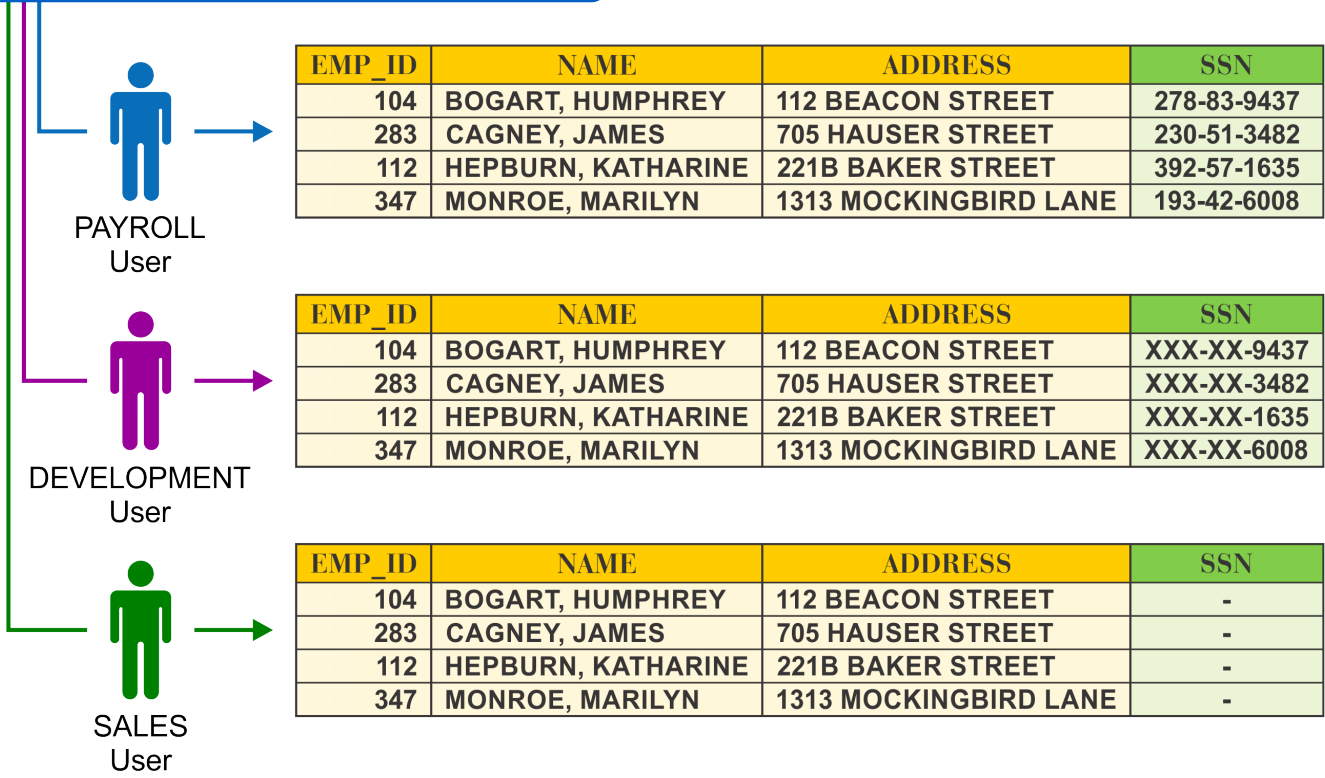 EMP_ID NAME ADDRESS SSN
104 BOGART, HUMPHREY 112 BEACON STREET 278-83-9437
283 CAGNEY, JAMES 705 HAUSER STREET 230-51-3482
112 HEPBURN, KATHARINE 221B BAKER STREET 392-57-1635
347 MONROE, MARILYN 1313 MOCKINGBIRD LANE 193-42-6008
PAYROLL
User
EMP_ID NAME ADDRESS SSN
104 BOGART, HUMPHREY 112 BEACON STREET XXX-XX-9437
283 CAGNEY, JAMES 705 HAUSER STREET XXX-XX-3482
112 HEPBURN, KATHARINE 221B BAKER STREET XXX-XX-1635
347 MONROE, MARILYN 1313 MOCKINGBIRD LANE XXX-XX-6008
DEVELOPMENT
User
EMP_ID NAME ADDRESS SSN
104 BOGART, HUMPHREY 112 BEACON STREET -
283 CAGNEY, JAMES 705 HAUSER STREET -
112 HEPBURN, KATHARINE 221B BAKER STREET -
347 MONROE, MARILYN 1313 MOCKINGBIRD LANE -
SALES
User